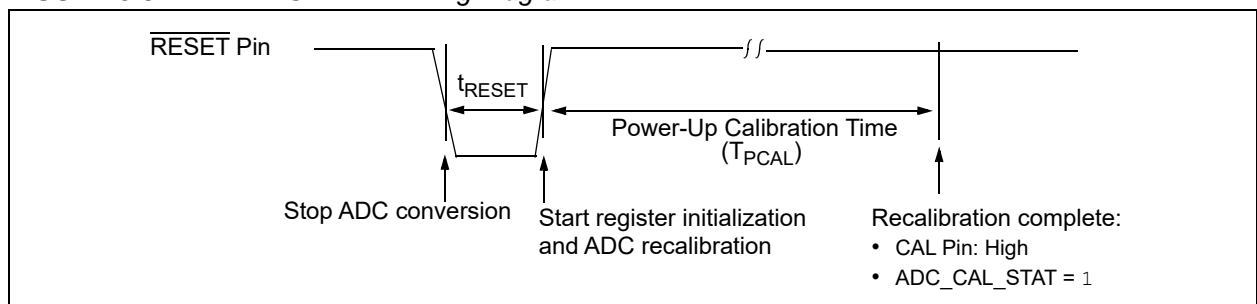 RESET Pin
tRESET
Power-Up Calibration Time
(TPCAL)
Stop ADC conversion
Start register initialization
and ADC recalibration
Recalibration complete:
• CAL Pin: High
• ADC_CAL_STAT = 1